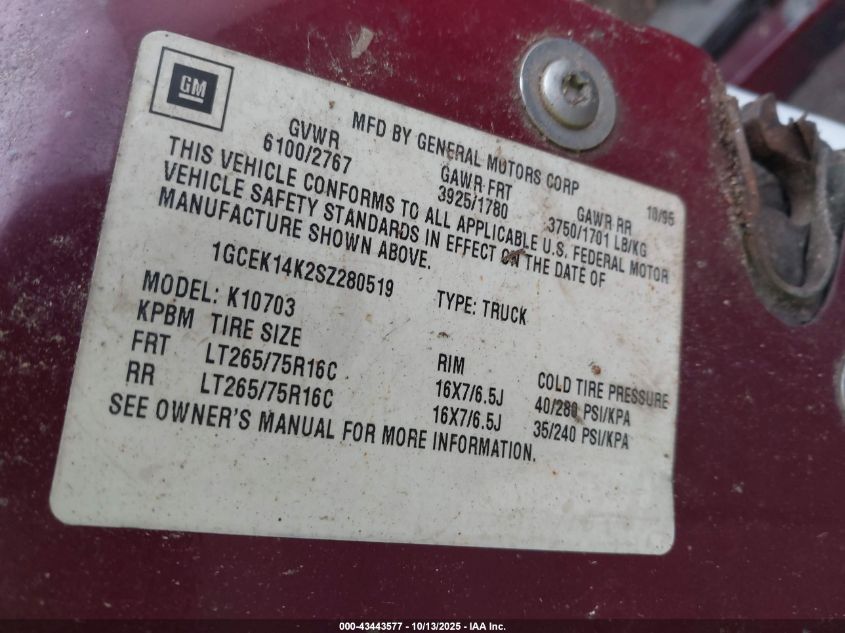 GM
MFD BY GENERAL MOTORS CORP 10/95
GVWR GAWR FRT GAWR RR
6100/2767 3925/1780 3750/1701 LB/KG
THIS VEHICLE CONFORMS TO ALL APPLICABLE U.S. FEDERAL MOTOR
VEHICLE SAFETY STANDARDS IN EFFECT ON THE DATE OF
MANUFACTURE SHOWN ABOVE.
1GCEK14K2SZ280519 TYPE: TRUCK
MODEL: K10703
KPBM TIRE SIZE RIM COLD TIRE PRESSURE
FRT LT265/75R16C 16X7/6.5J 40/280 PSI/KPA
RR LT265/75R16C 16X7/6.5J 35/240 PSI/KPA
SEE OWNER'S MANUAL FOR MORE INFORMATION.
000-43443577 - 10/13/2025 - IAA Inc.